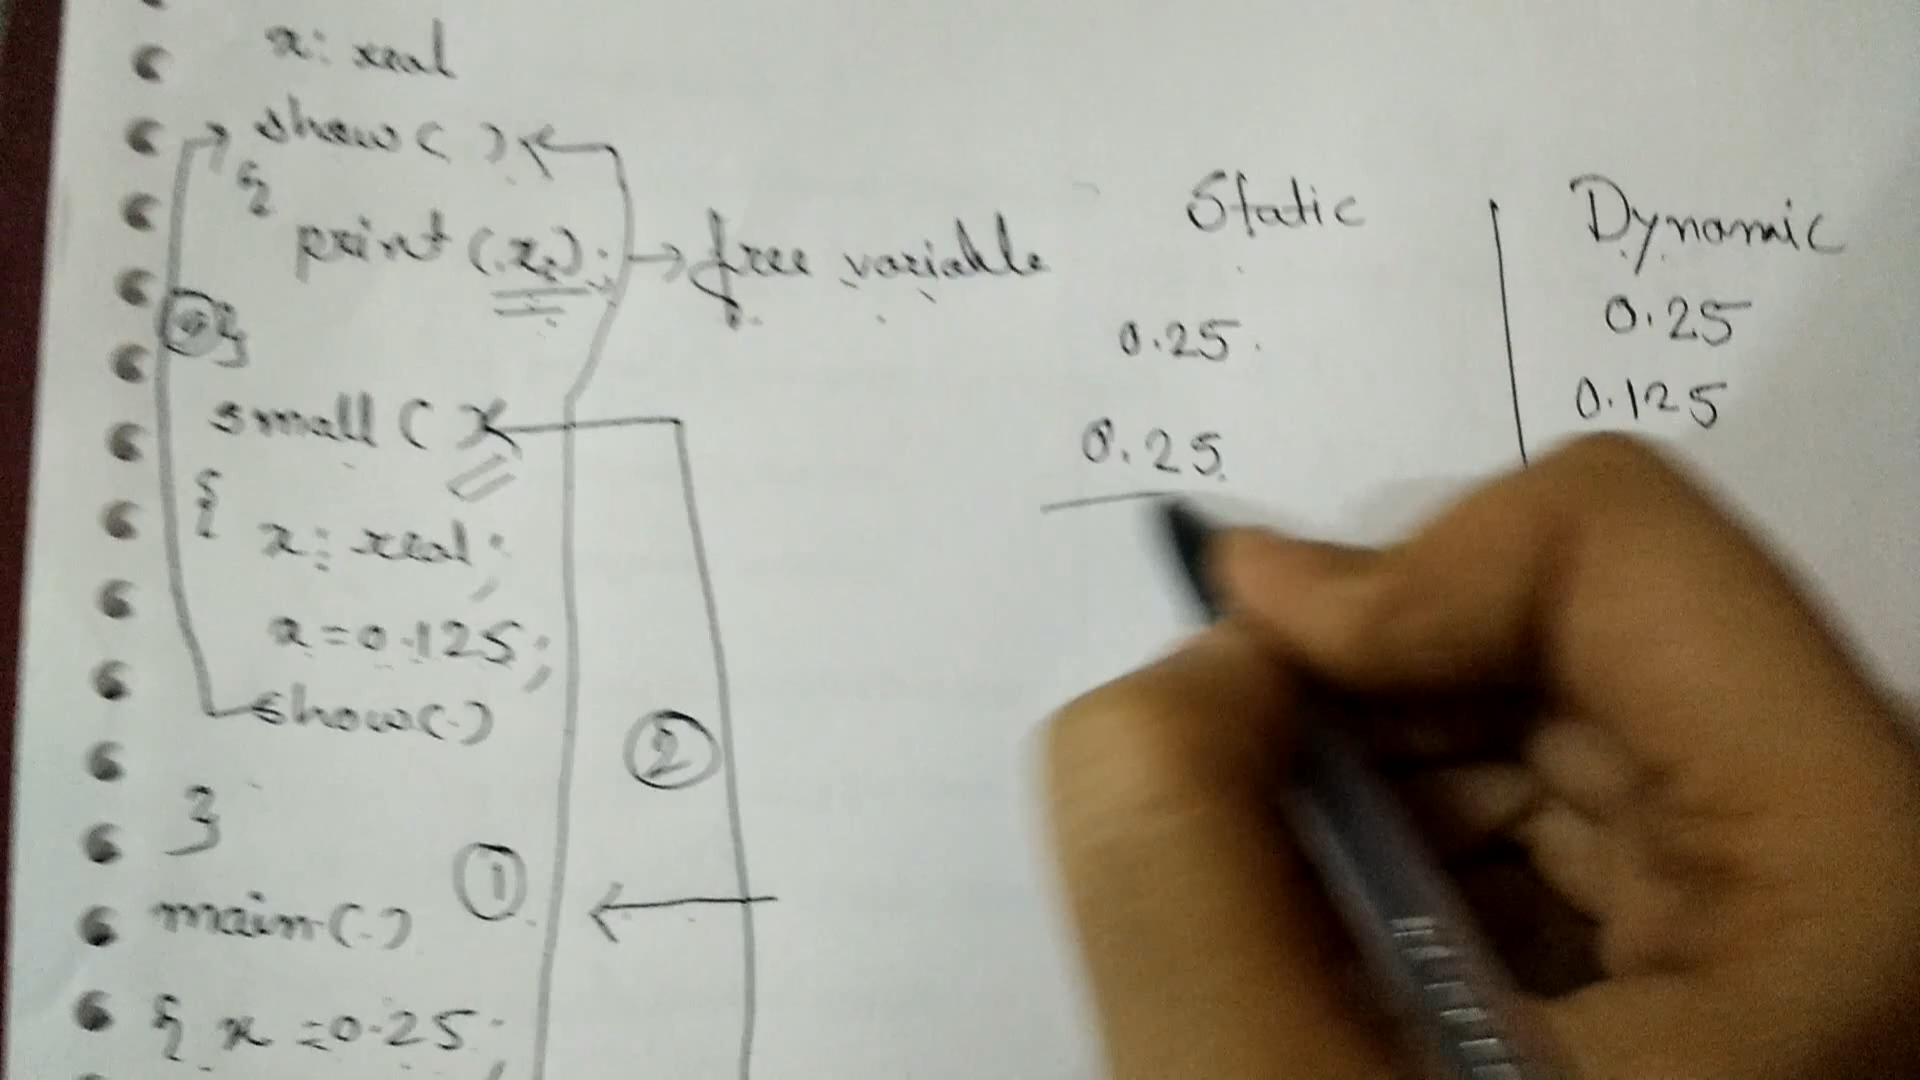 x: real
show( )
{
print (x); → free variable
}
small (
{
x: real;
x=0.125;
show()
}
main()
{ x =0.25;
①
②
Static | Dynamic
0.25 0.25
0.25 0.125